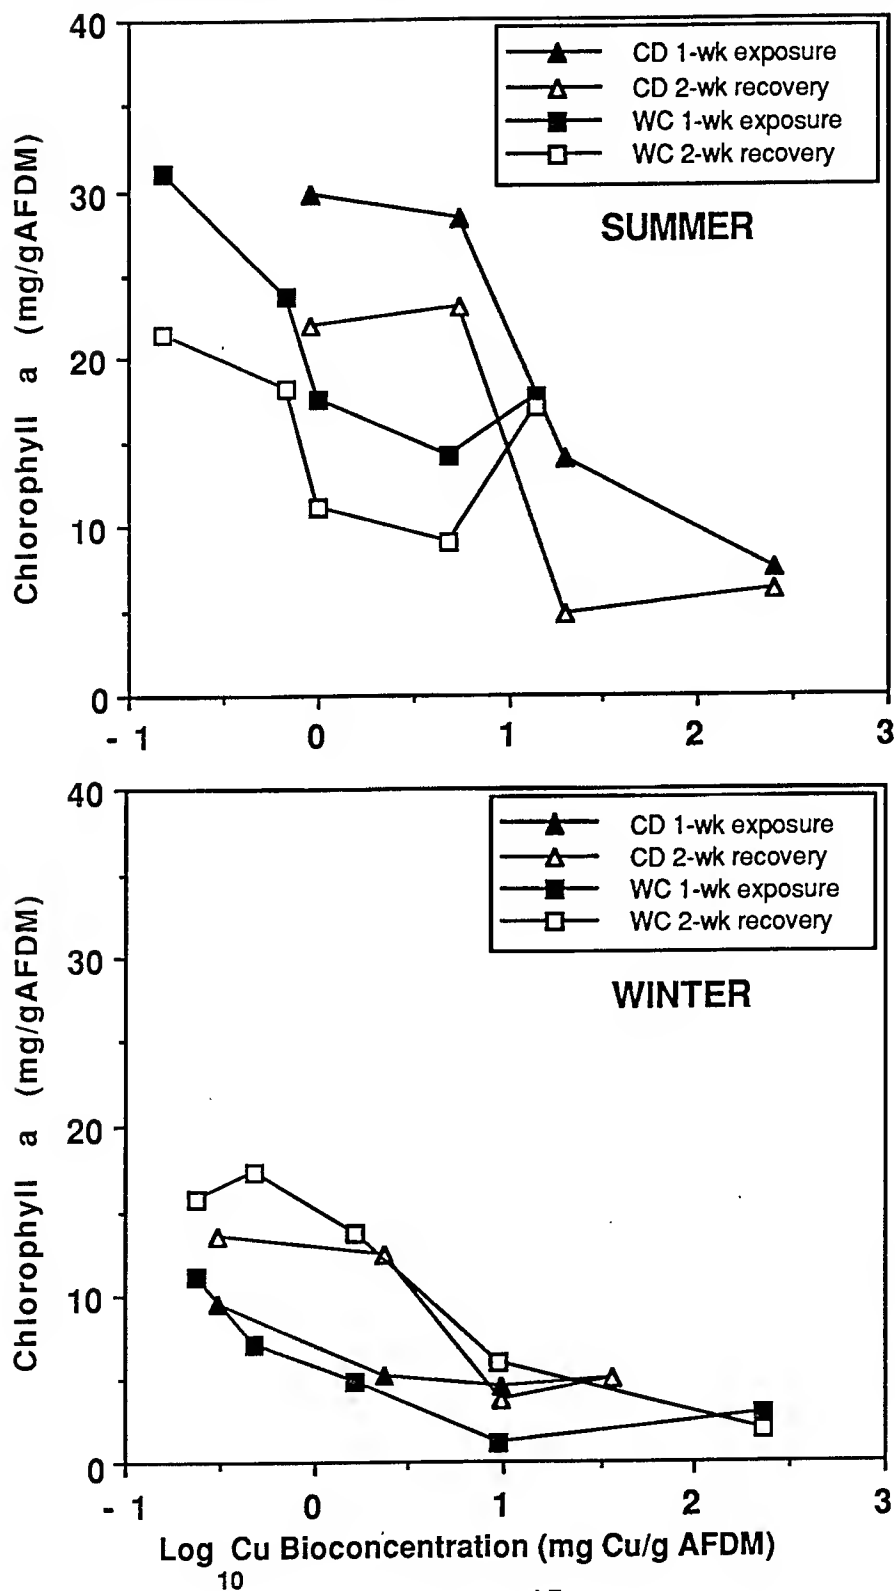 40
30
20
10
0
Chlorophyll a (mg/gAFDM)
CD 1-wk exposure
CD 2-wk recovery
WC 1-wk exposure
WC 2-wk recovery
SUMMER
- 1 0 1 2 3
40
30
20
10
0
Chlorophyll a (mg/gAFDM)
CD 1-wk exposure
CD 2-wk recovery
WC 1-wk exposure
WC 2-wk recovery
WINTER
- 1 0 1 2 3
Log Cu Bioconcentration (mg Cu/g AFDM)
10